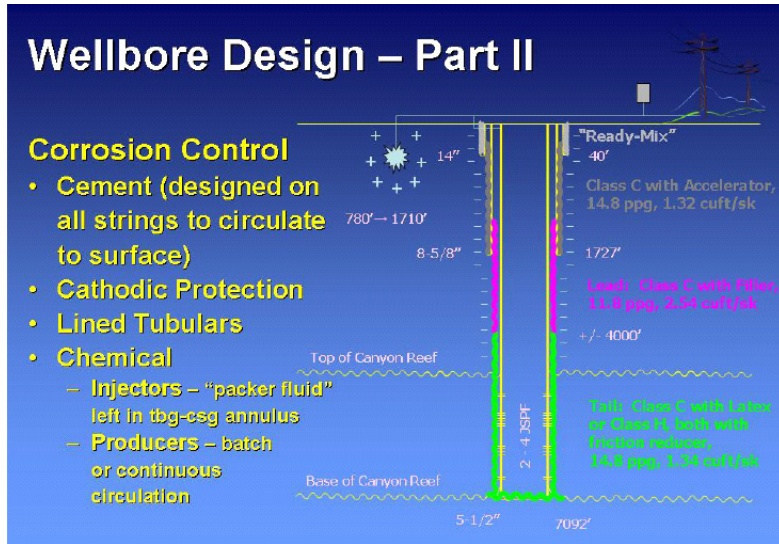 Wellbore Design – Part II
Corrosion Control
• Cement (designed on
all strings to circulate
to surface)
• Cathodic Protection
• Lined Tubulars
• Chemical
– Injectors – "packer fluid"
left in tbg-csg annulus
– Producers – batch
or continuous
circulation
"Ready-Mix"
14"
40'
Class C with Accelerator,
14.8 ppg, 1.32 cuft/sk
780'→ 1710'
8-5/8"
1727'
Lead: Class C with Filler,
11.8 ppg, 2.54 cuft/sk
+/- 4000'
Top of Canyon Reef
Tail: Class C with Latex
or Class H, both with
friction reducer,
14.8 ppg, 1.34 cuft/sk
2 - 4 JSPF
Base of Canyon Reef
5-1/2"
7092'